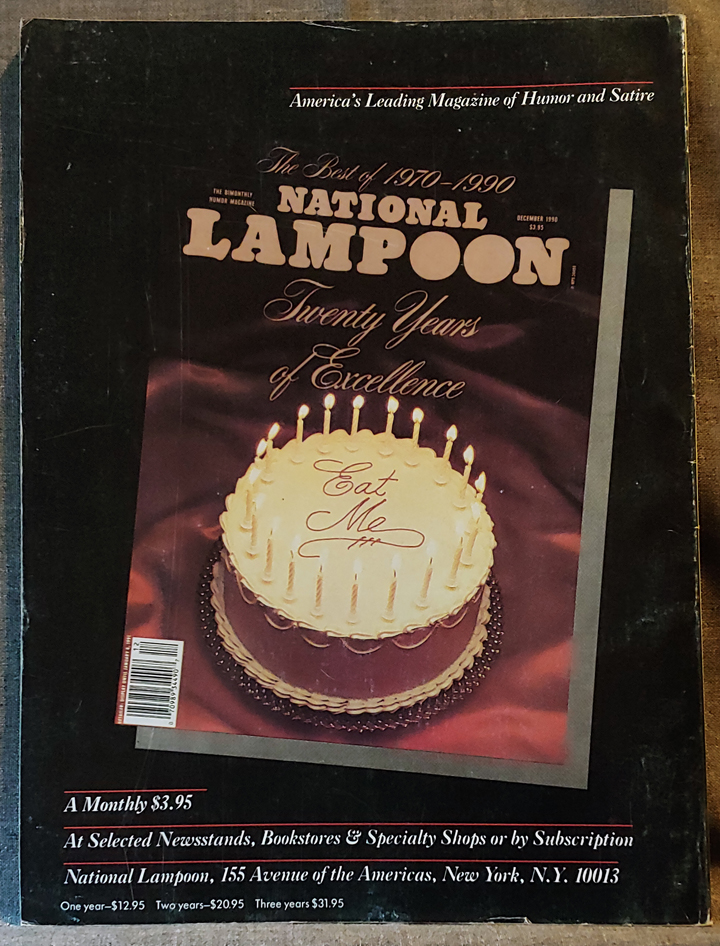 America's Leading Magazine of Humor and Satire
The Best of 1970–1990
THE BIMONTHLY
HUMOR MAGAZINE
NATIONAL
DECEMBER 1990
$3.95
LAMPOON
Twenty Years
of Excellence
Eat
Me
12
A Monthly $3.95
At Selected Newsstands, Bookstores & Specialty Shops or by Subscription
National Lampoon, 155 Avenue of the Americas, New York, N.Y. 10013
One year–$12.95 Two years–$20.95 Three years $31.95